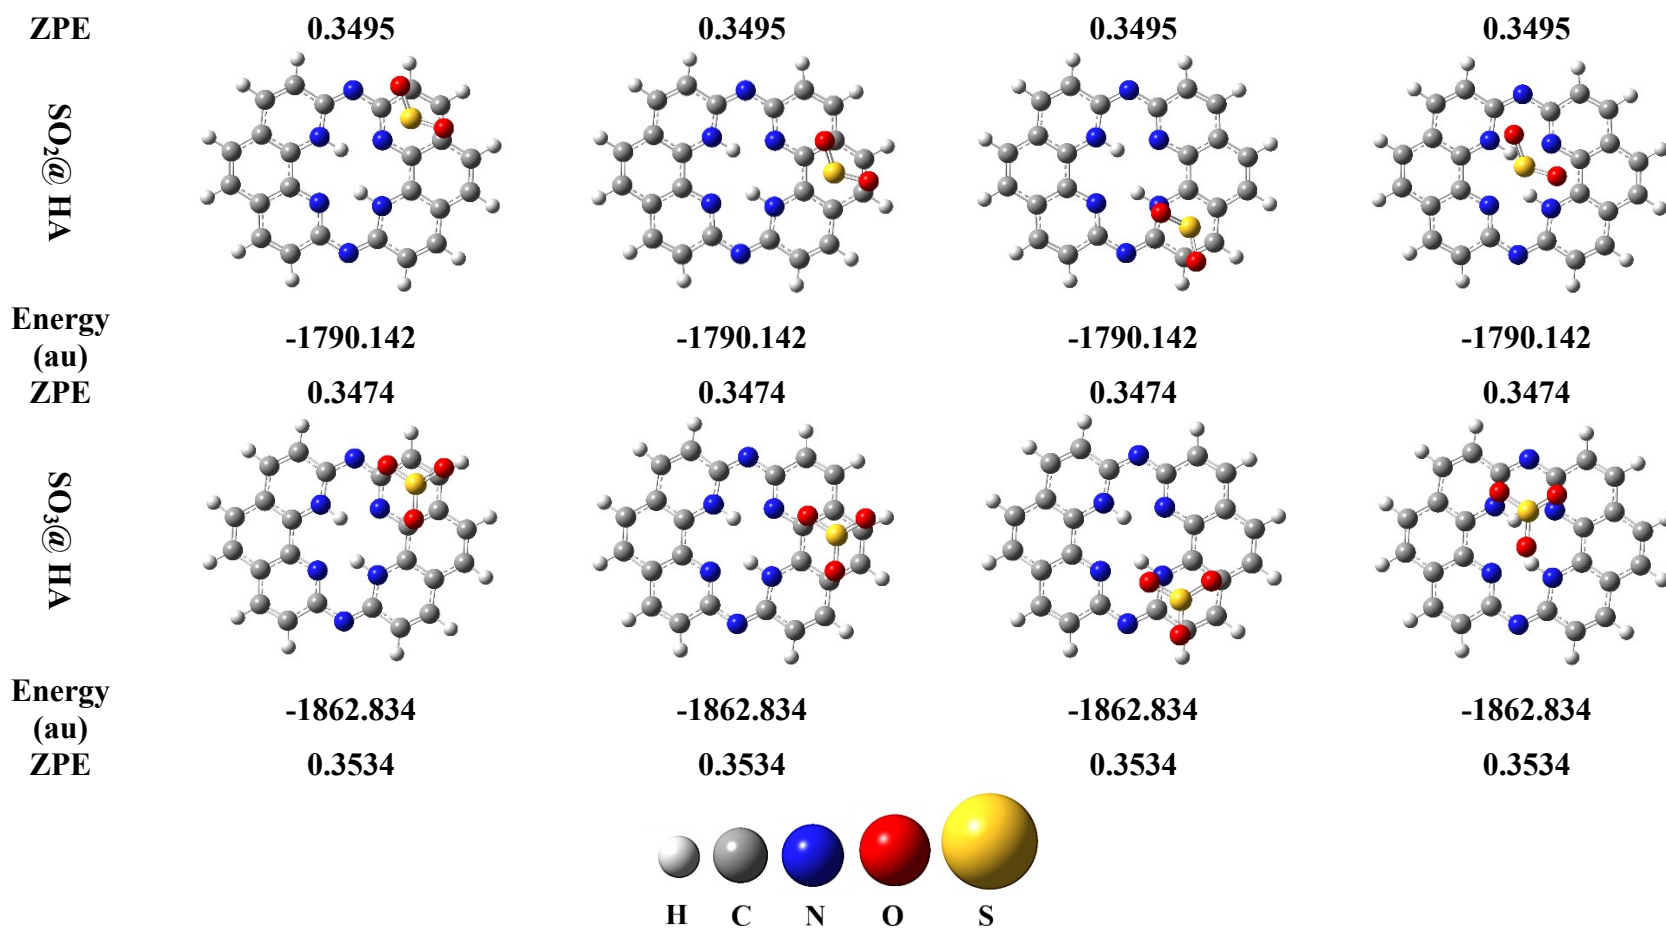 ZPE 0.3495 0.3495 0.3495 0.3495
SO₂@ HA
Energy
(au) -1790.142 -1790.142 -1790.142 -1790.142
ZPE 0.3474 0.3474 0.3474 0.3474
SO₃@ HA
Energy
(au) -1862.834 -1862.834 -1862.834 -1862.834
ZPE 0.3534 0.3534 0.3534 0.3534
H C N O S